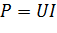 P = UI